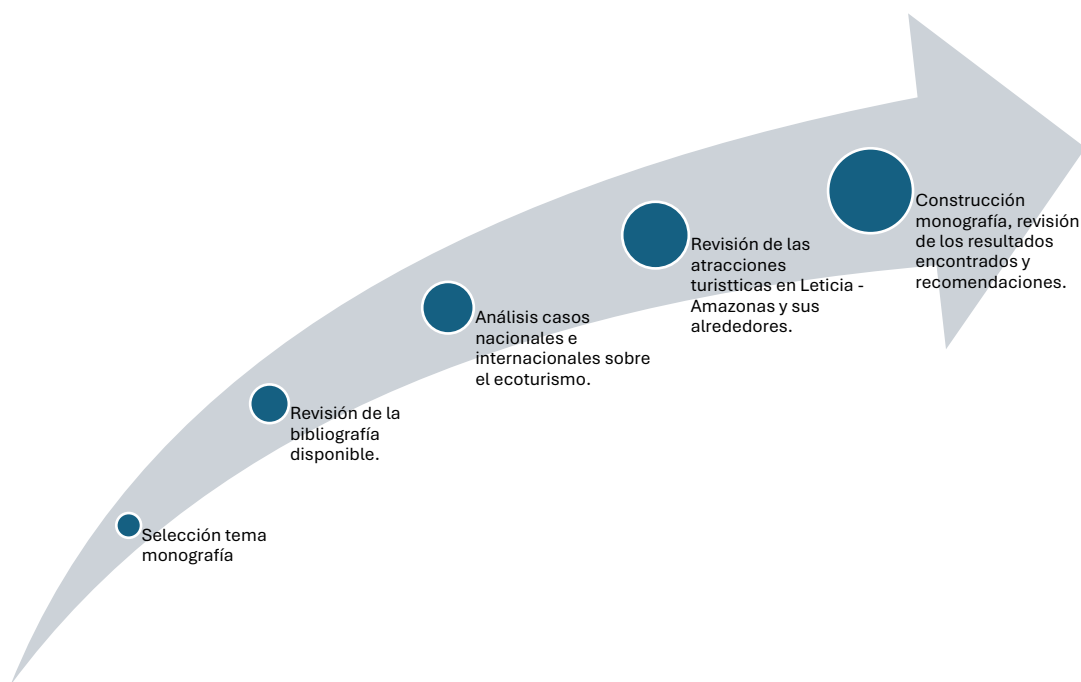 Selección tema
monografía
Revisión de la
bibliografía
disponible.
Análisis casos
nacionales e
internacionales sobre
el ecoturismo.
Revisión de las
atracciones
turistticas en Leticia -
Amazonas y sus
alrededores.
Construcción
monografía, revisión
de los resultados
encontrados y
recomendaciones.